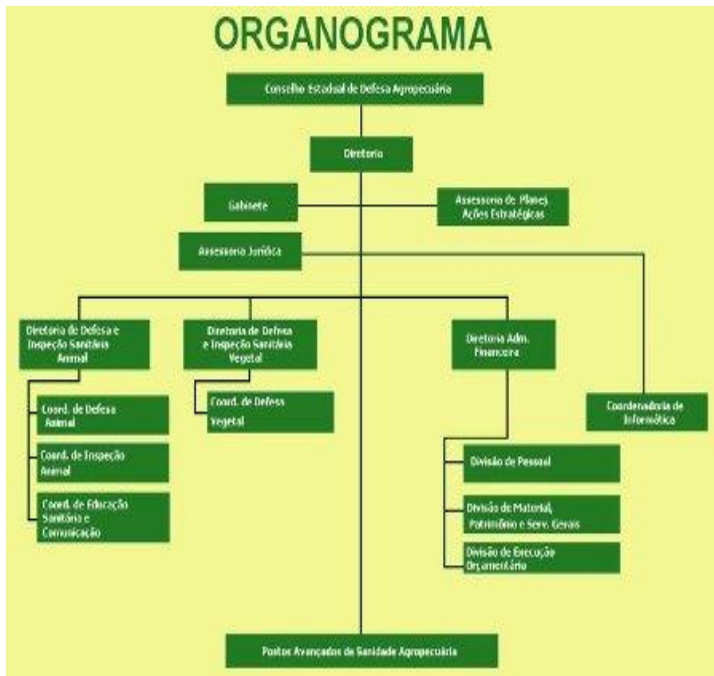 ORGANOGRAMA
Conselho Estadual de Defesa Agropecuária
Diretoria
Gabinete
Assessoria de Planej.
Ações Estratégicas
Assessoria Jurídica
Diretoria de Defesa e
Inspeção Sanitária
Animal
Diretoria de Defesa
e Inspeção Sanitária
Vegetal
Diretoria Adm.
Financeira
Coord. de Defesa
Animal
Coord. de Defesa
Vegetal
Coordenadoria de
Informática
Coord. de Inspeção
Animal
Divisão de Pessoal
Coord. de Educação
Sanitária e
Comunicação
Divisão de Material,
Patrimônio e Serv. Gerais
Divisão de Execução
Orçamentária
Postos Avançados de Sanidade Agropecuária